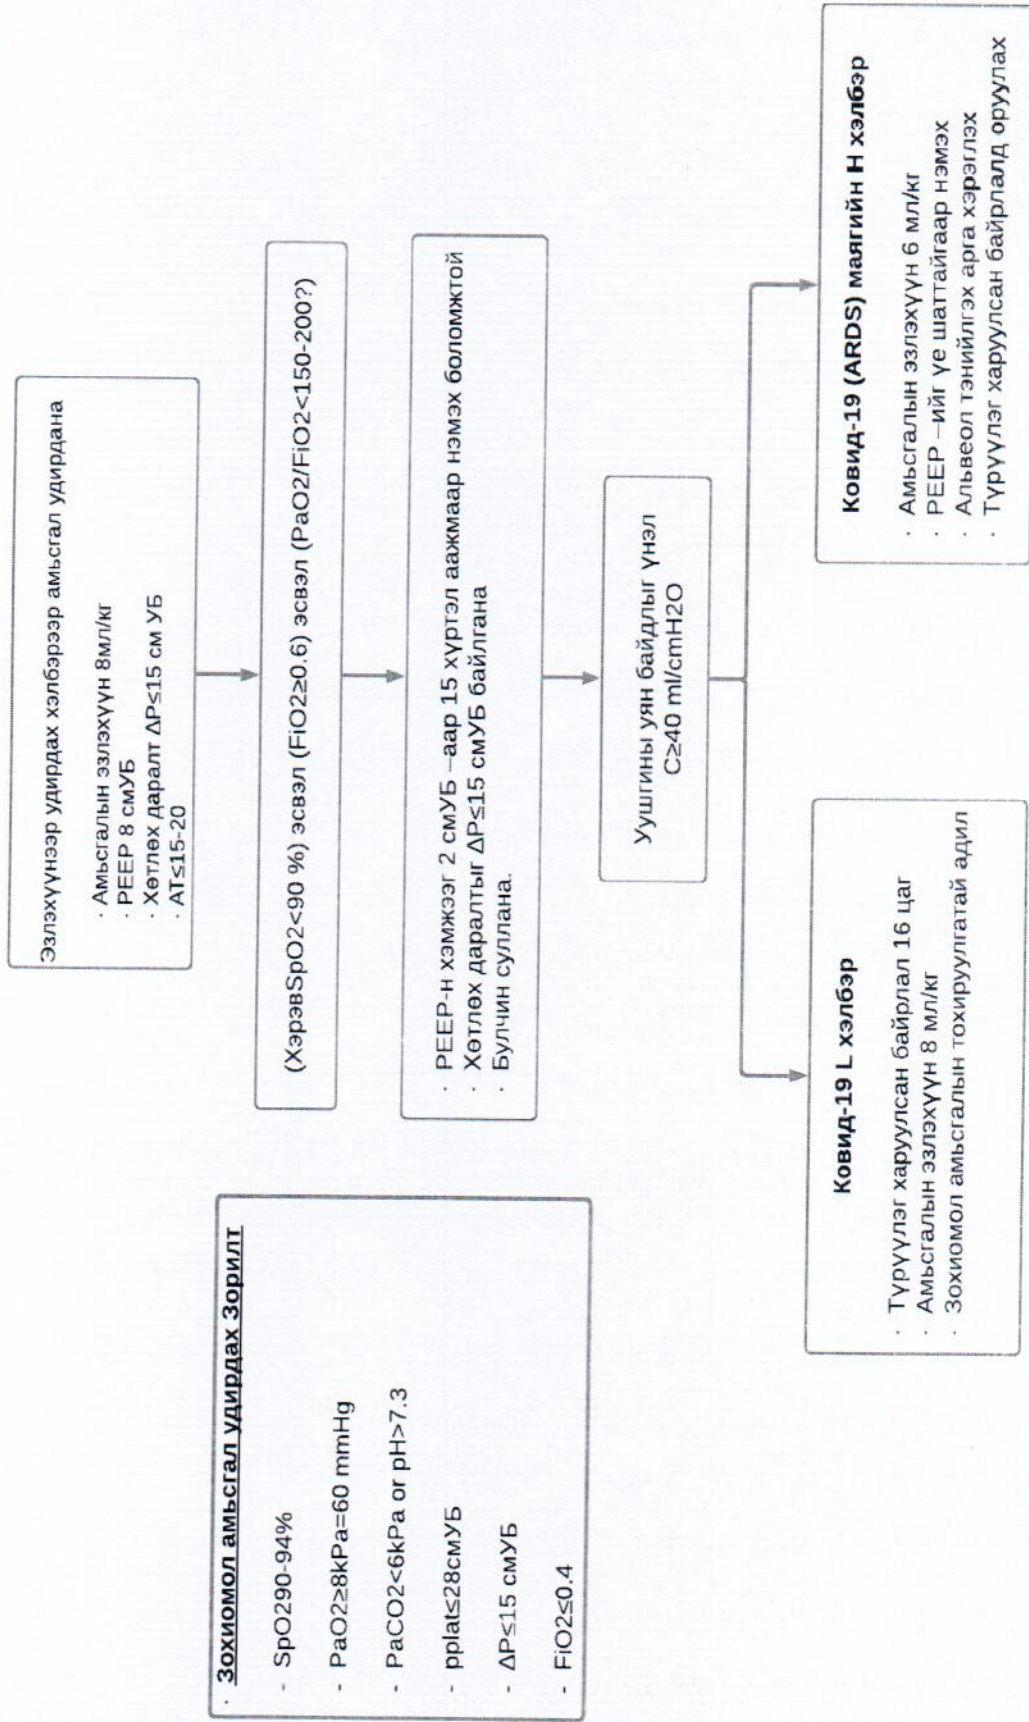 Эзлэхүүнээр удирдах хэлбэрээр амьсгал удирдана
· Амьсгалын эзлэхүүн 8мл/кг
· PEEP 8 смУБ
· Хөтлөх даралт ΔP≤15 см УБ
· АТ≤15-20
(ХэрэвSpO2<90 %) эсвэл (FiO2≥0.6) эсвэл (PaO2/FiO2<150-200?)
· PEEP-н хэмжээг 2 смУБ –аар 15 хүртэл аажмаар нэмэх боломжтой
· Хөтлөх даралтыг ΔP≤15 смУБ байлгана
· Булчин суллана.
Уушгины уян байдлыг үнэл
C≥40 ml/cmH2O
· Зохиомол амьсгал удирдах Зорилт
- SpO290-94%
- PaO2≥8kPa=60 mmHg
- PaCO2<6kPa or pH>7.3
- pplat≤28смУБ
- ΔP≤15 смУБ
- FiO2≤0.4
Ковид-19 L хэлбэр
· Түрүүлэг харуулсан байрлал 16 цаг
· Амьсгалын эзлэхүүн 8 мл/кг
· Зохиомол амьсгалын тохируулгатай адил
Ковид-19 (ARDS) маягийн H хэлбэр
· Амьсгалын эзлэхүүн 6 мл/кг
· PEEP –ийг үе шаттайгаар нэмэх
· Альвеол тэнийлгэх арга хэрэглэх
· Түрүүлэг харуулсан байрлалд оруулах